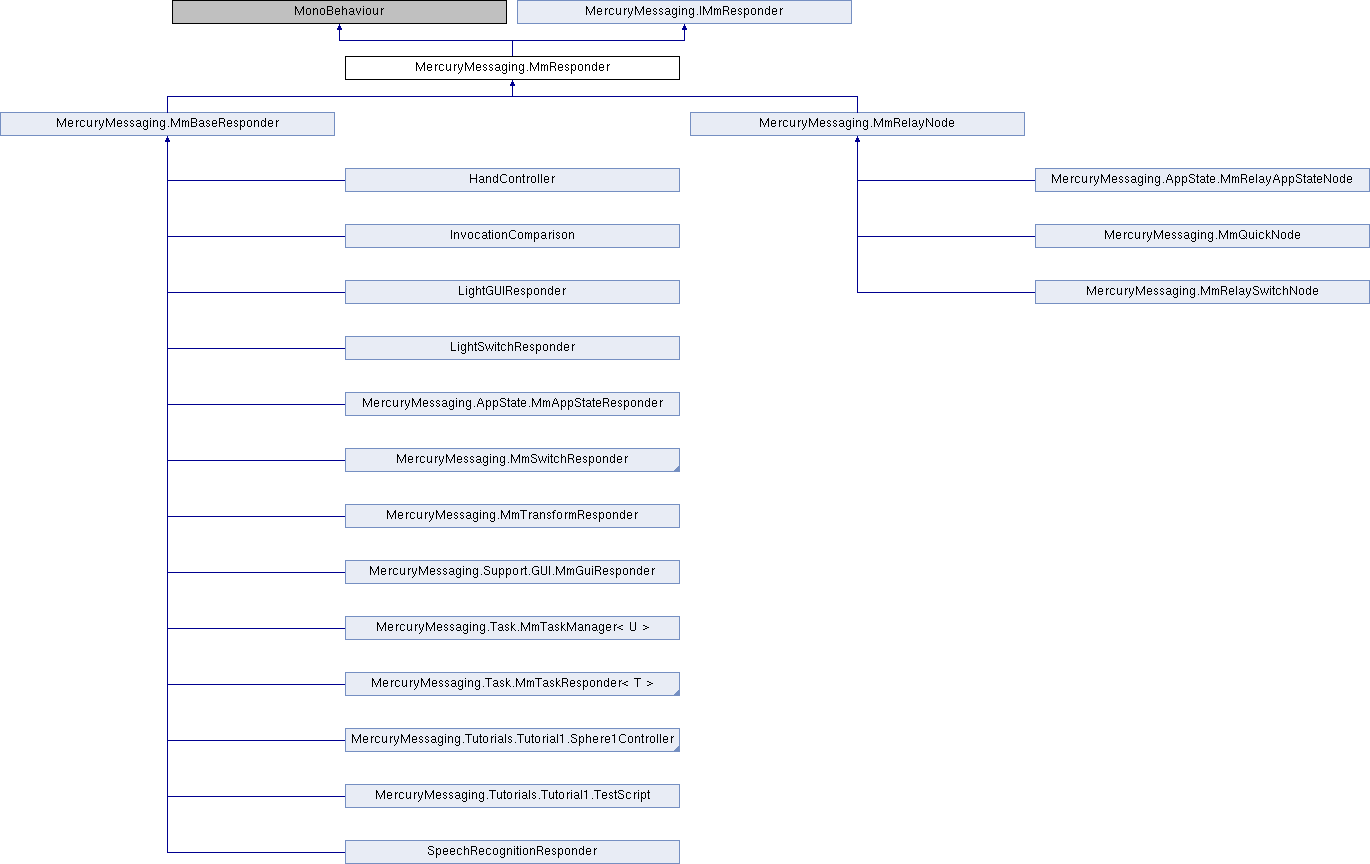 MonoBehaviour
MercuryMessaging.IMmResponder
MercuryMessaging.MmResponder
MercuryMessaging.MmBaseResponder
MercuryMessaging.MmRelayNode
HandController
MercuryMessaging.AppState.MmRelayAppStateNode
InvocationComparison
MercuryMessaging.MmQuickNode
LightGUIResponder
MercuryMessaging.MmRelaySwitchNode
LightSwitchResponder
MercuryMessaging.AppState.MmAppStateResponder
MercuryMessaging.MmSwitchResponder
MercuryMessaging.MmTransformResponder
MercuryMessaging.Support.GUI.MmGuiResponder
MercuryMessaging.Task.MmTaskManager< U >
MercuryMessaging.Task.MmTaskResponder< T >
MercuryMessaging.Tutorials.Tutorial1.Sphere1Controller
MercuryMessaging.Tutorials.Tutorial1.TestScript
SpeechRecognitionResponder